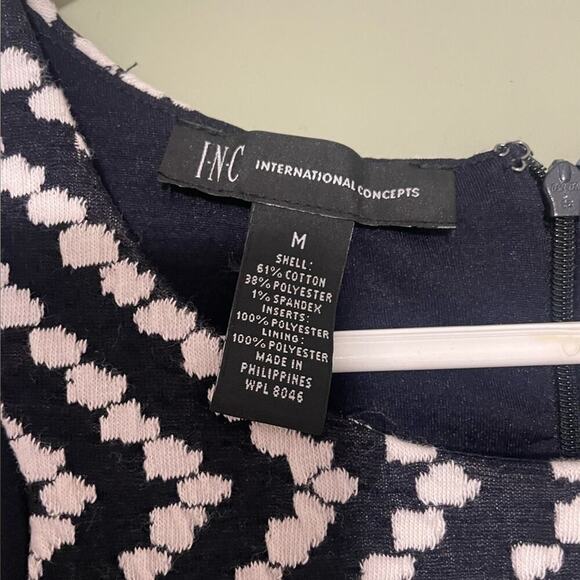 I·N·C INTERNATIONAL CONCEPTS
M
SHELL:
61% COTTON
38% POLYESTER
1% SPANDEX
INSERTS:
100% POLYESTER
LINING:
100% POLYESTER
MADE IN
PHILIPPINES
WPL 8046